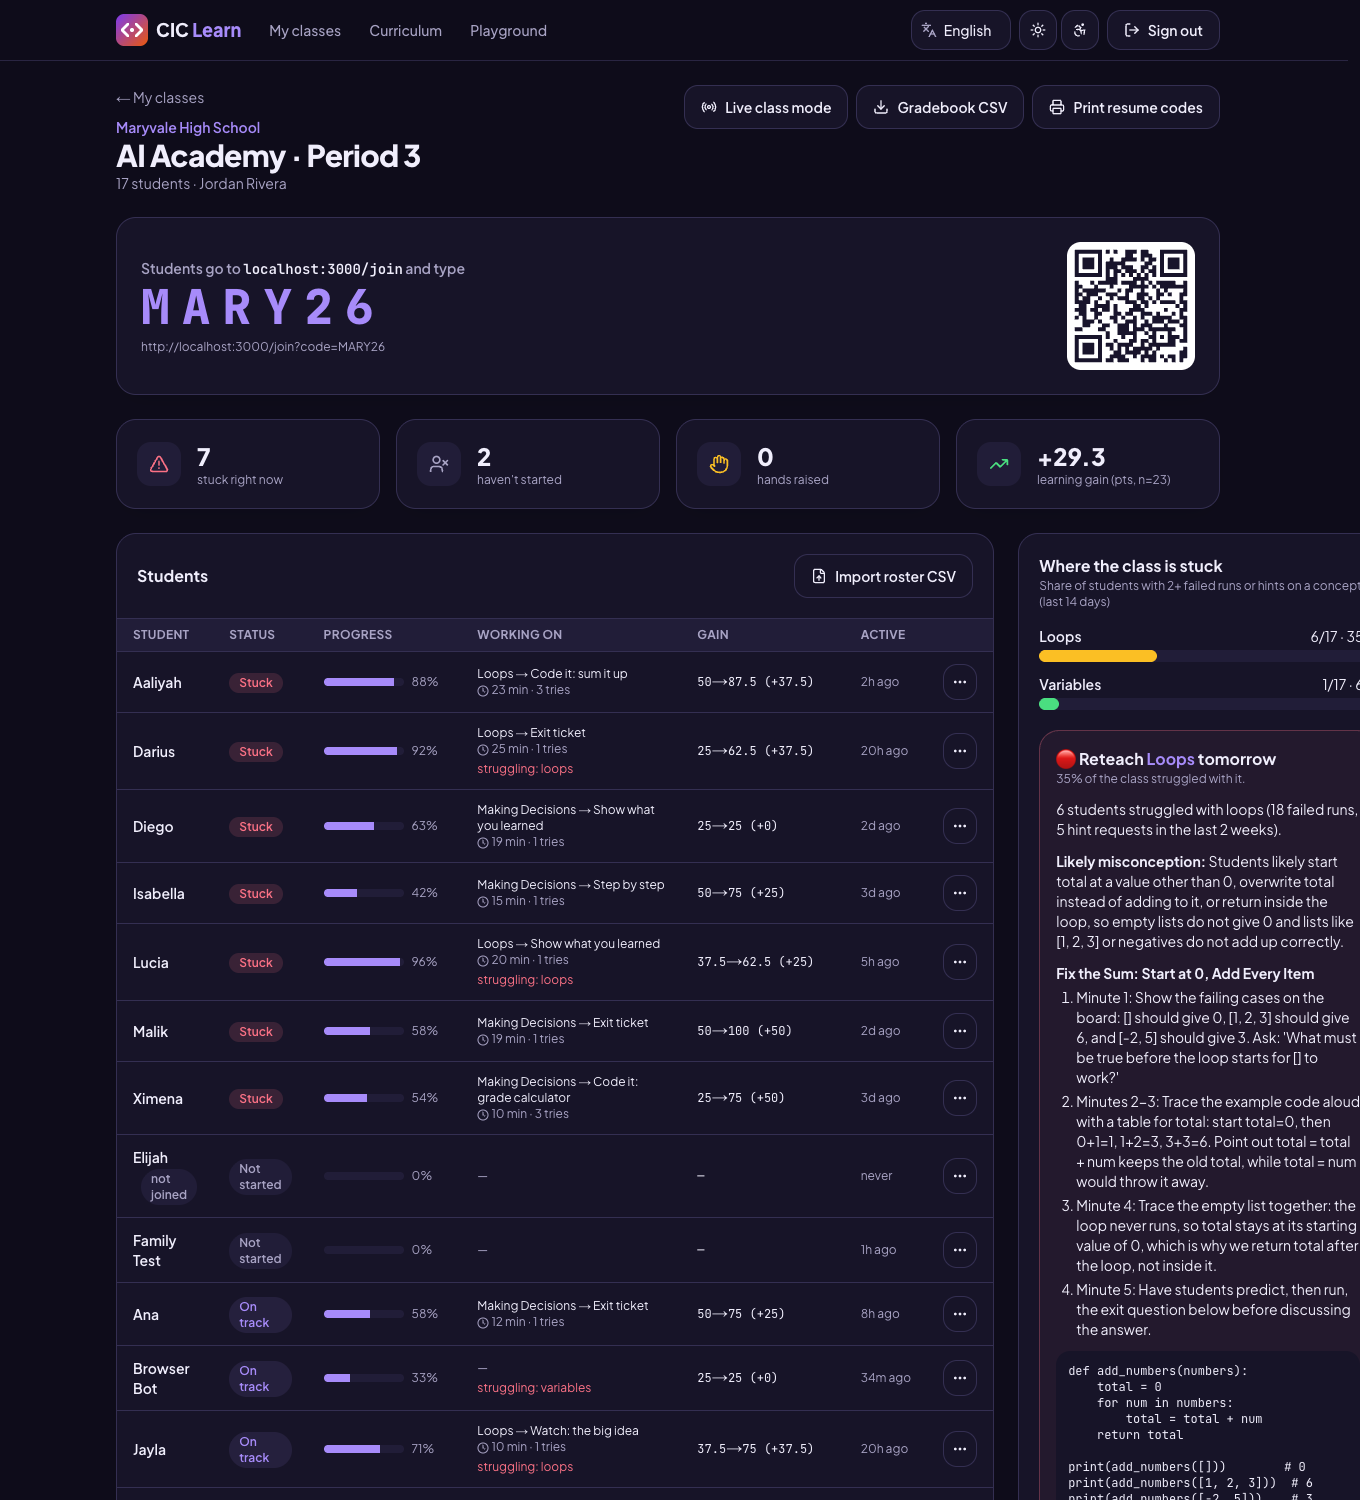 CIC Learn
My classes
Curriculum
Playground
English
Sign out
← My classes
Live class mode
Gradebook CSV
Print resume codes
Maryvale High School
AI Academy · Period 3
17 students · Jordan Rivera
Students go to localhost:3000/join and type
MARY26
http://localhost:3000/join?code=MARY26
7
stuck right now
2
haven't started
0
hands raised
+29.3
learning gain (pts, n=23)
Students
Import roster CSV
STUDENT STATUS PROGRESS WORKING ON GAIN ACTIVE
Aaliyah Stuck 88% Loops → Code it: sum it up 50→87.5 (+37.5) 2h ago
23 min · 3 tries
Darius Stuck 92% Loops → Exit ticket 25→62.5 (+37.5) 20h ago
25 min · 1 tries
struggling: loops
Diego Stuck 63% Making Decisions → Show what 25→25 (+0) 2d ago
you learned
19 min · 1 tries
Isabella Stuck 42% Making Decisions → Step by step 50→75 (+25) 3d ago
15 min · 1 tries
Lucia Stuck 96% Loops → Show what you learned 37.5→62.5 (+25) 5h ago
20 min · 1 tries
struggling: loops
Malik Stuck 58% Making Decisions → Exit ticket 50→100 (+50) 2d ago
19 min · 1 tries
Ximena Stuck 54% Making Decisions → Code it: 25→75 (+50) 3d ago
grade calculator
10 min · 3 tries
Elijah
not
joined
Not
started
0% — — never
Family
Test
Not
started
0% — — 1h ago
Ana
On
track
58% Making Decisions → Exit ticket 50→75 (+25) 8h ago
12 min · 1 tries
Browser
Bot
On
track
33% — 25→25 (+0) 34m ago
struggling: variables
Jayla
On
track
71% Loops → Watch: the big idea 37.5→75 (+37.5) 20h ago
10 min · 1 tries
struggling: loops
Where the class is stuck
Share of students with 2+ failed runs or hints on a concept
(last 14 days)
Loops 6/17 · 35
Variables 1/17 · 6
Reteach Loops tomorrow
35% of the class struggled with it.
6 students struggled with loops (18 failed runs,
5 hint requests in the last 2 weeks).
Likely misconception: Students likely start
total at a value other than 0, overwrite total
instead of adding to it, or return inside the
loop, so empty lists do not give 0 and lists like
[1, 2, 3] or negatives do not add up correctly.
Fix the Sum: Start at 0, Add Every Item
1. Minute 1: Show the failing cases on the
board: [] should give 0, [1, 2, 3] should give
6, and [-2, 5] should give 3. Ask: 'What must
be true before the loop starts for [] to
work?'
2. Minutes 2–3: Trace the example code aloud
with a table for total: start total=0, then
0+1=1, 1+2=3, 3+3=6. Point out total = total
+ num keeps the old total, while total = num
would throw it away.
3. Minute 4: Trace the empty list together: the
loop never runs, so total stays at its starting
value of 0, which is why we return total after
the loop, not inside it.
4. Minute 5: Have students predict, then run,
the exit question below before discussing
the answer.
def add_numbers(numbers):
    total = 0
    for num in numbers:
        total = total + num
    return total
print(add_numbers([]))        # 0
print(add_numbers([1, 2, 3]))  # 6
print(add_numbers([-2, 5]))    # 3